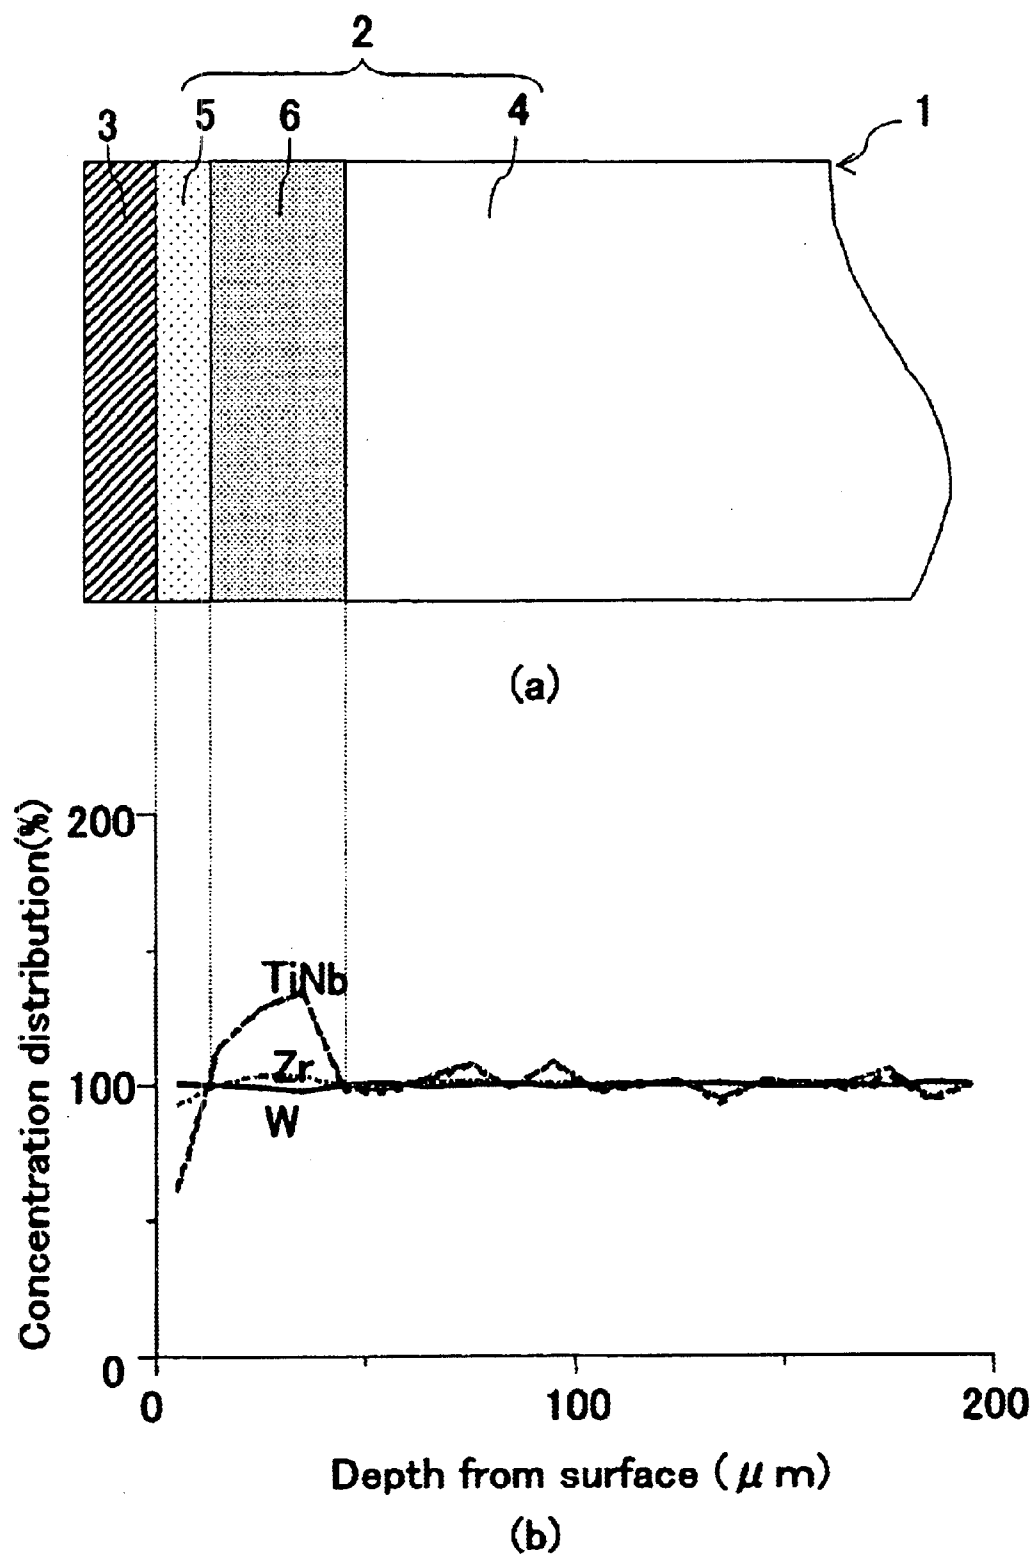 2
3
5
6
4
1
(a)
Concentration distribution(%)
200
100
0
TiNb
Zr
W
0
100
200
Depth from surface (μm)
(b)